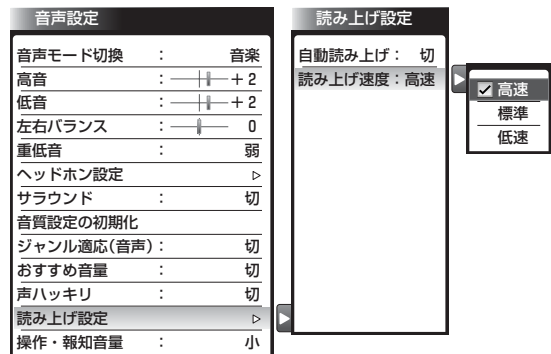 音声設定
音声モード切換 : 音楽
高音 : +2
低音 : +2
左右バランス : 0
重低音 : 弱
ヘッドホン設定
サラウンド : 切
音質設定の初期化
ジャンル適応(音声) : 切
おすすめ音量 : 切
声ハッキリ : 切
読み上げ設定
操作・報知音量 : 小
読み上げ設定
自動読み上げ : 切
読み上げ速度 : 高速
高速
標準
低速